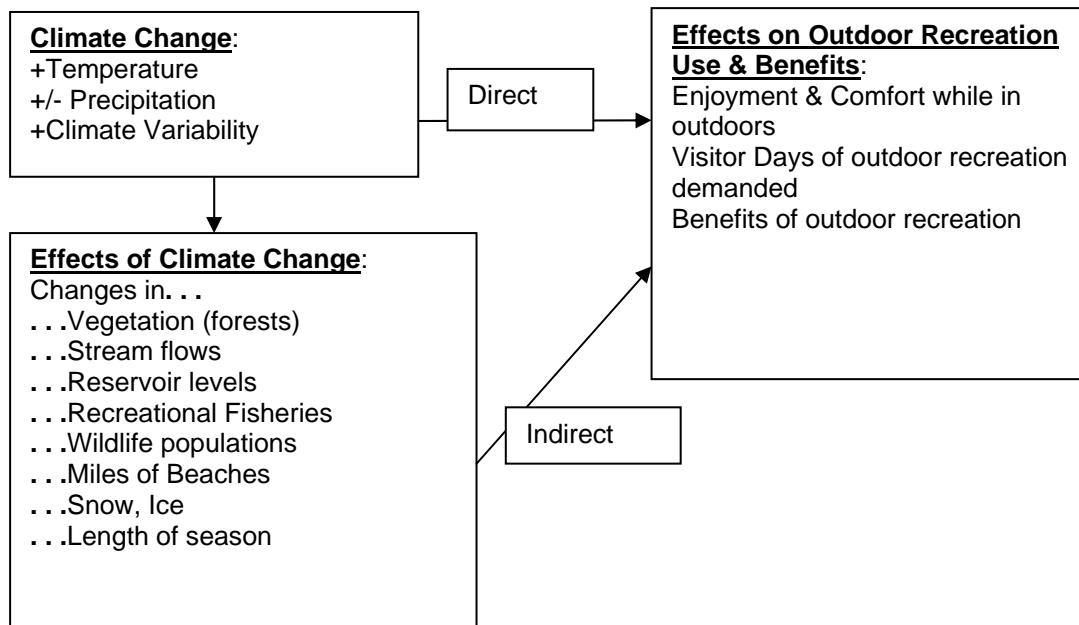 Climate Change:
+Temperature
+/- Precipitation
+Climate Variability
Direct
Effects on Outdoor Recreation
Use & Benefits:
Enjoyment & Comfort while in
outdoors
Visitor Days of outdoor recreation
demanded
Benefits of outdoor recreation
Effects of Climate Change:
Changes in. . .
. . .Vegetation (forests)
. . .Stream flows
. . .Reservoir levels
. . .Recreational Fisheries
. . .Wildlife populations
. . .Miles of Beaches
. . .Snow, Ice
. . .Length of season
Indirect